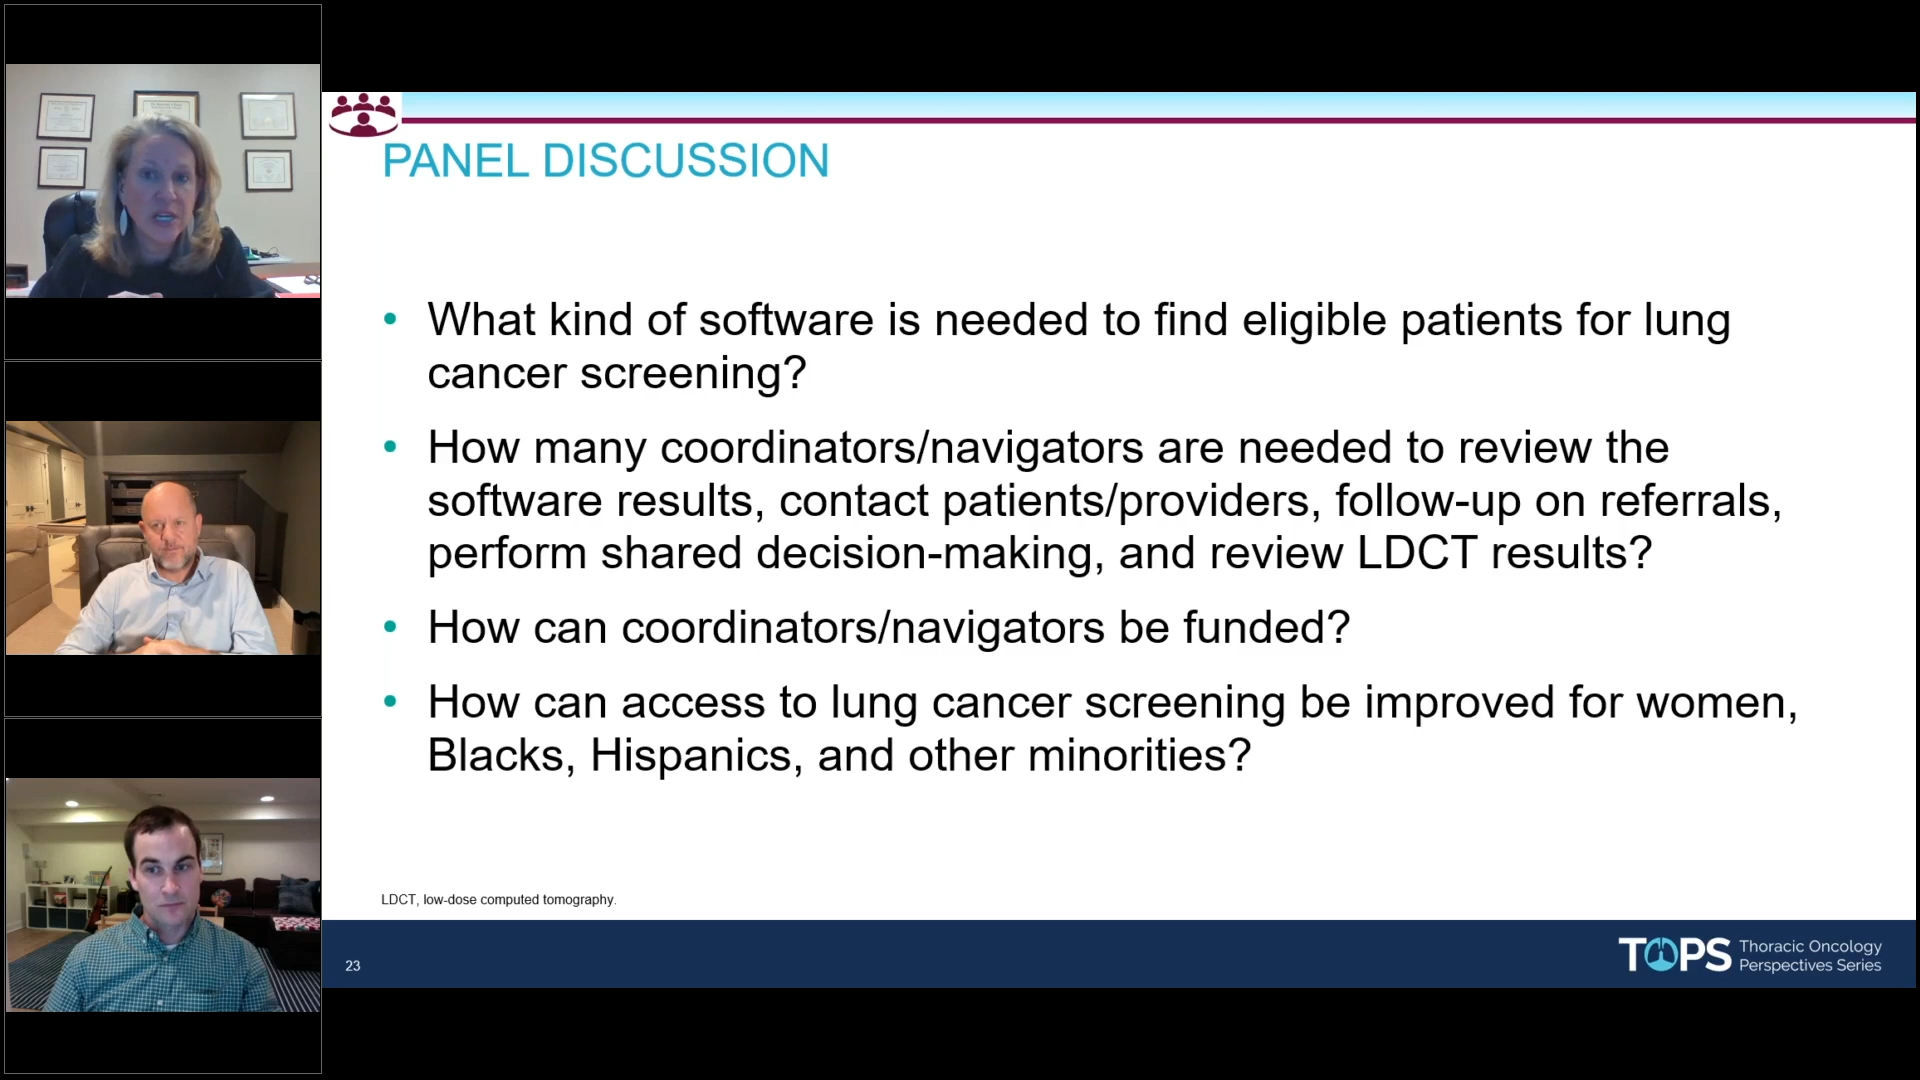 PANEL DISCUSSION
• What kind of software is needed to find eligible patients for lung
cancer screening?
• How many coordinators/navigators are needed to review the
software results, contact patients/providers, follow-up on referrals,
perform shared decision-making, and review LDCT results?
• How can coordinators/navigators be funded?
• How can access to lung cancer screening be improved for women,
Blacks, Hispanics, and other minorities?
LDCT, low-dose computed tomography.
23
TOPS
Thoracic Oncology
Perspectives Series